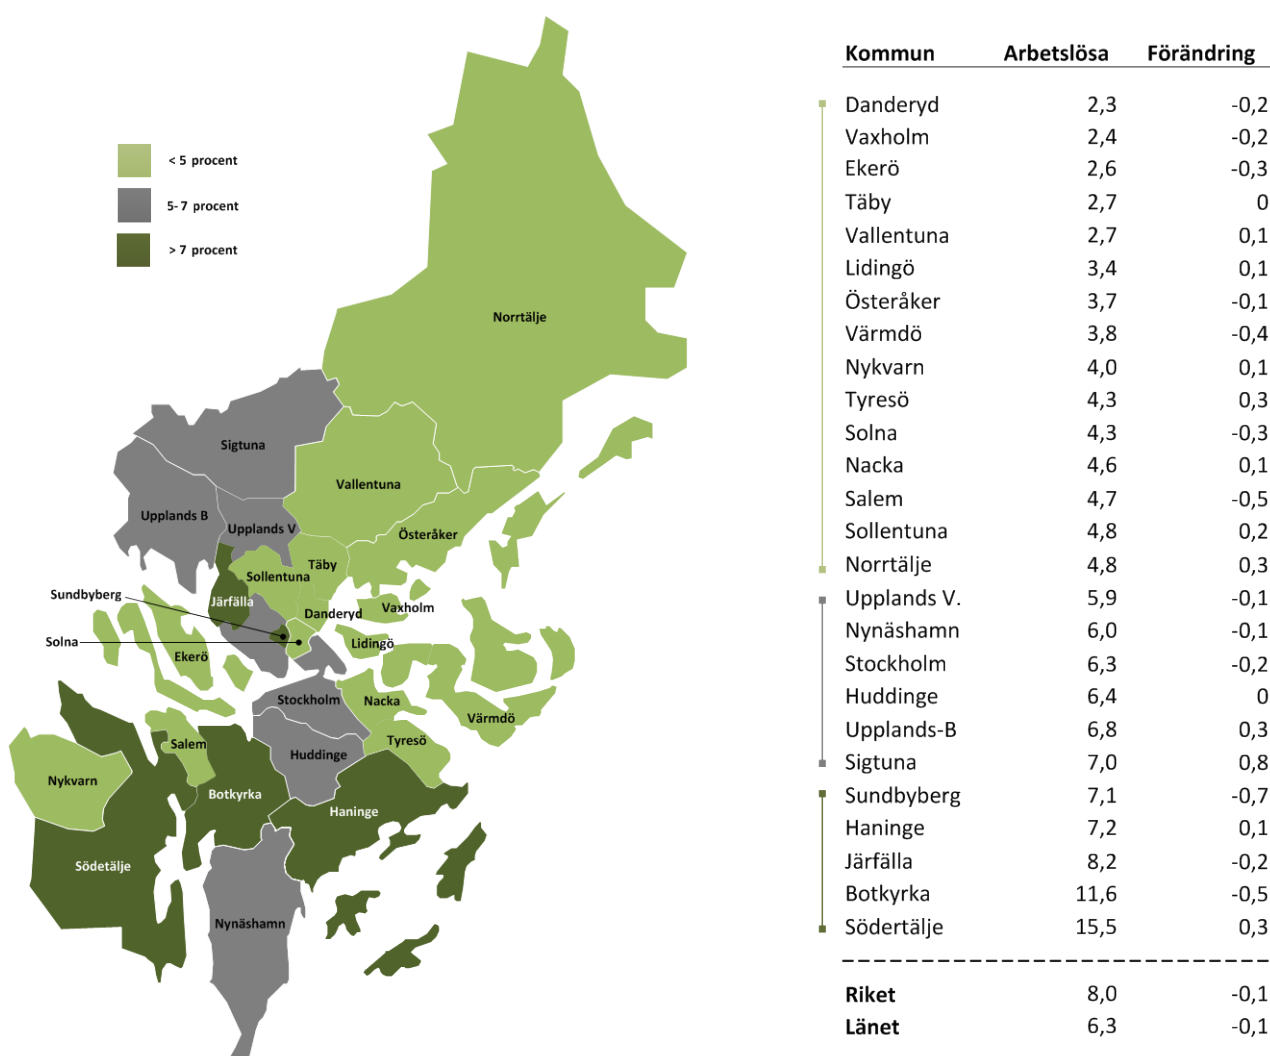 < 5 procent
5-7 procent
> 7 procent
Norrtälje
Sigtuna
Vallentuna
Upplands B
Upplands V
Österåker
Täby
Sollentuna
Sundbyberg
Järfälla
Danderyd
Vaxholm
Solna
Lidingö
Ekerö
Stockholm
Nacka
Värmdö
Salem
Tyresö
Huddinge
Nykvarn
Botkyrka
Haninge
Södetälje
Nynäshamn
Kommun Arbetslösa Förändring
Danderyd 2,3 -0,2
Vaxholm 2,4 -0,2
Ekerö 2,6 -0,3
Täby 2,7 0
Vallentuna 2,7 0,1
Lidingö 3,4 0,1
Österåker 3,7 -0,1
Värmdö 3,8 -0,4
Nykvarn 4,0 0,1
Tyresö 4,3 0,3
Solna 4,3 -0,3
Nacka 4,6 0,1
Salem 4,7 -0,5
Sollentuna 4,8 0,2
Norrtälje 4,8 0,3
Upplands V. 5,9 -0,1
Nynäshamn 6,0 -0,1
Stockholm 6,3 -0,2
Huddinge 6,4 0
Upplands-B 6,8 0,3
Sigtuna 7,0 0,8
Sundbyberg 7,1 -0,7
Haninge 7,2 0,1
Järfälla 8,2 -0,2
Botkyrka 11,6 -0,5
Södertälje 15,5 0,3
Riket 8,0 -0,1
Länet 6,3 -0,1